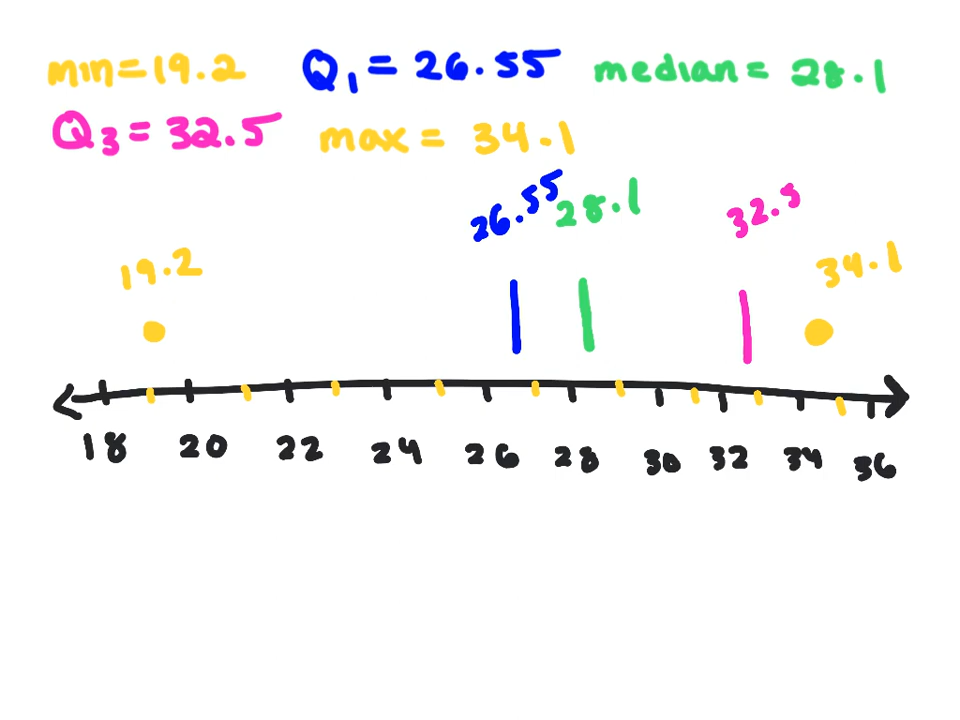 min = 19.2 Q1 = 26.55 median = 28.1
Q3 = 32.5 max = 34.1
19.2 26.55 28.1 32.5 34.1
18 20 22 24 26 28 30 32 34 36